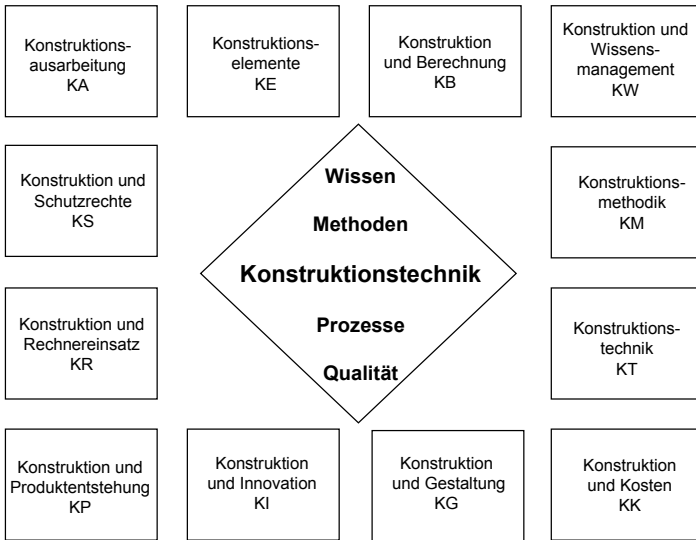 Konstruktions-
ausarbeitung
KA
Konstruktions-
elemente
KE
Konstruktion
und Berechnung
KB
Konstruktion und
Wissens-
management
KW
Konstruktion und
Schutzrechte
KS
Wissen
Methoden
Konstruktionstechnik
Prozesse
Qualität
Konstruktions-
methodik
KM
Konstruktion und
Rechnereinsatz
KR
Konstruktions-
technik
KT
Konstruktion und
Produktentstehung
KP
Konstruktion
und Innovation
KI
Konstruktion
und Gestaltung
KG
Konstruktion
und Kosten
KK